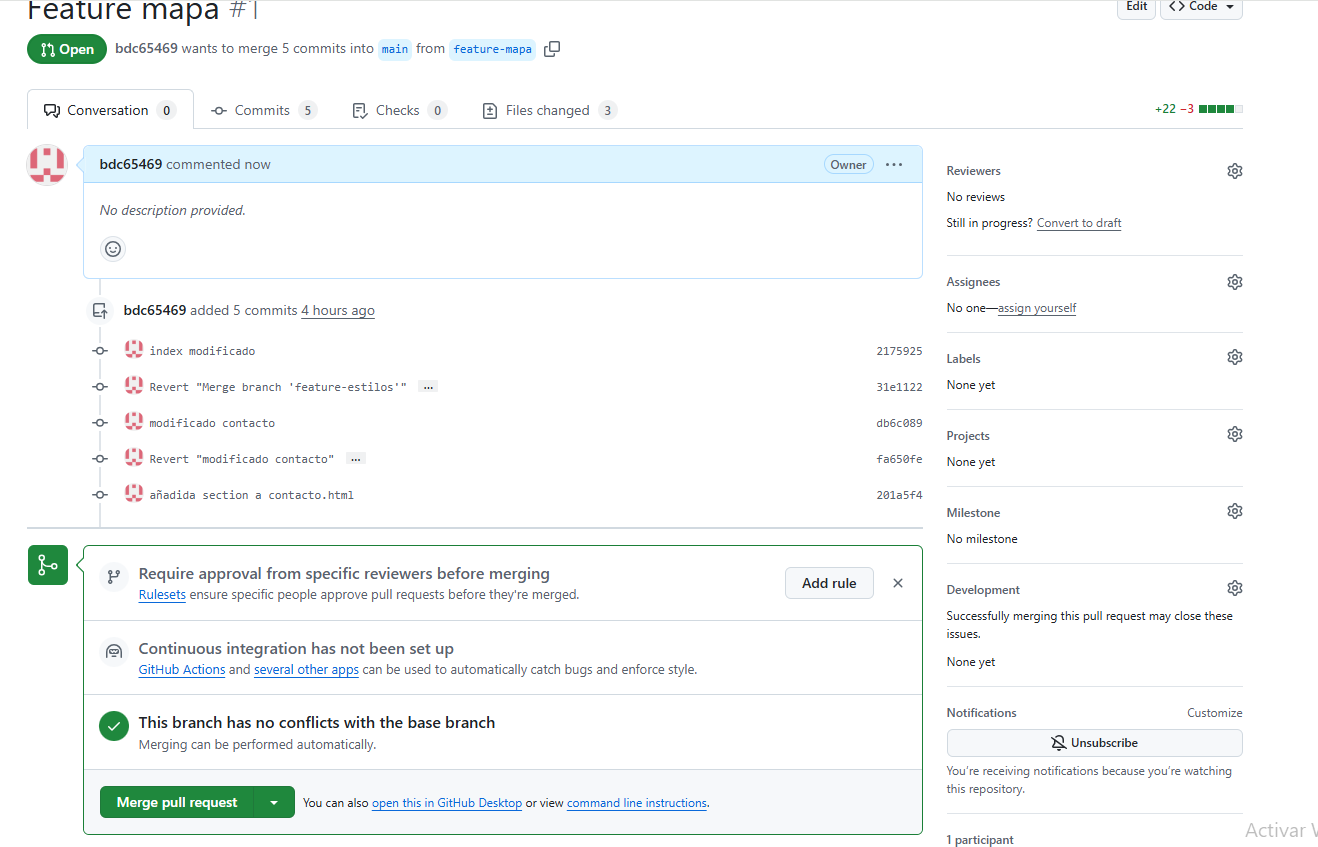 Feature mapa #1
Edit
<> Code
Open
bdc65469 wants to merge 5 commits into main from feature-mapa
Conversation 0
Commits 5
Checks 0
Files changed 3
+22 −3
bdc65469 commented now
Owner
No description provided.
bdc65469 added 5 commits 4 hours ago
index modificado 2175925
Revert "Merge branch 'feature-estilos'" … 31e1122
modificado contacto db6c089
Revert "modificado contacto" … fa650fe
añadida section a contacto.html 201a5f4
Require approval from specific reviewers before merging
Rulesets ensure specific people approve pull requests before they're merged.
Add rule
Continuous integration has not been set up
GitHub Actions and several other apps can be used to automatically catch bugs and enforce style.
This branch has no conflicts with the base branch
Merging can be performed automatically.
Merge pull request
You can also open this in GitHub Desktop or view command line instructions.
Reviewers
No reviews
Still in progress? Convert to draft
Assignees
No one—assign yourself
Labels
None yet
Projects
None yet
Milestone
No milestone
Development
Successfully merging this pull request may close these
issues.
None yet
Notifications
Customize
Unsubscribe
You're receiving notifications because you're watching
this repository.
1 participant
Activar